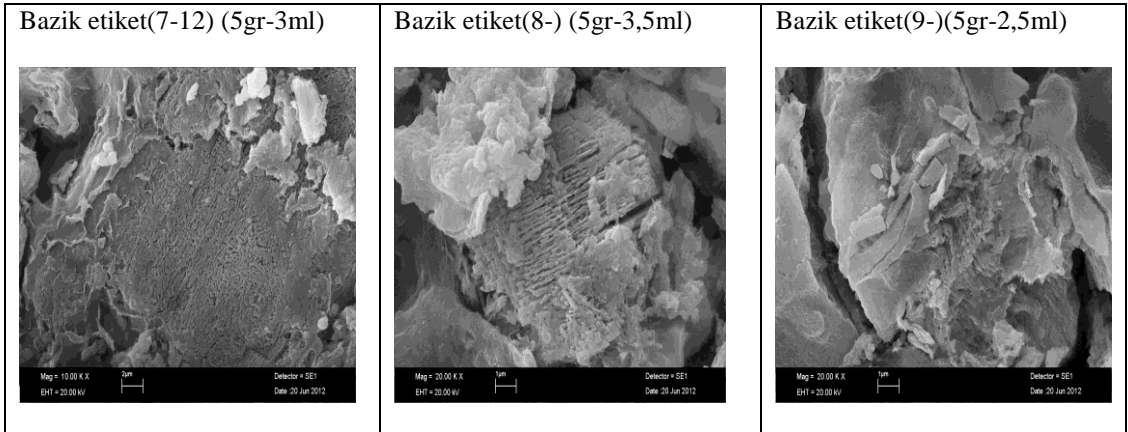 Bazik etiket(7-12) (5gr-3ml)
Bazik etiket(8-) (5gr-3,5ml)
Bazik etiket(9-)(5gr-2,5ml)
Mag = 10.00 K X
2µm
Detector = SE1
EHT = 20.00 kV
Date :20 Jun 2012
Mag = 20.00 K X
1µm
Detector = SE1
EHT = 20.00 kV
Date :20 Jun 2012
Mag = 20.00 K X
1µm
Detector = SE1
EHT = 20.00 kV
Date :20 Jun 2012